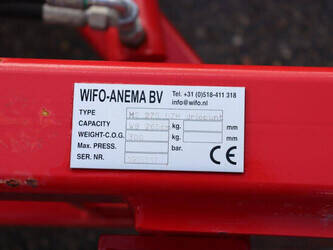 WIFO-ANEMA BV Tel. +31 (0)518-411 318
info@wifo.nl
TYPE
CAPACITY kg. mm
WEIGHT-C.O.G. kg. mm
Max. PRESS. bar.
SER. NR. CE